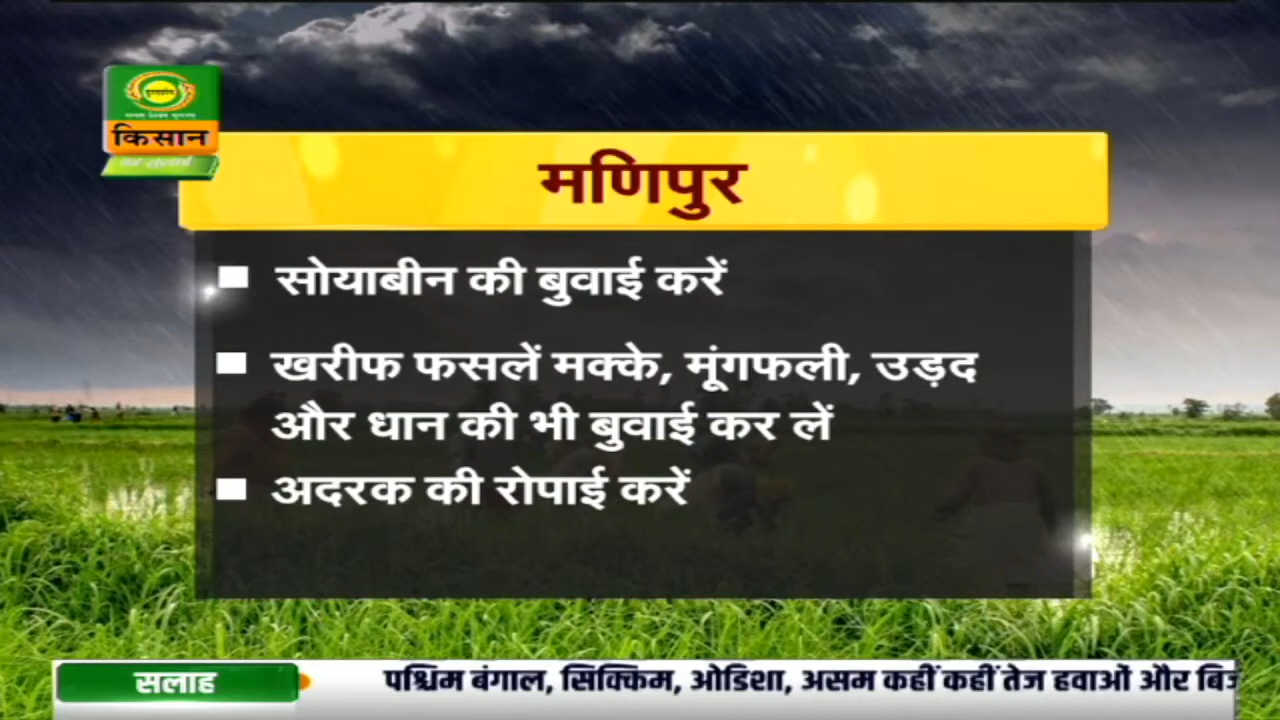 किसान
मणिपुर
सोयाबीन की बुवाई करें
खरीफ फसलें मक्के, मूंगफली, उड़द
और धान की भी बुवाई कर लें
अदरक की रोपाई करें
सलाह
पश्चिम बंगाल, सिक्किम, ओडिशा, असम कहीं कहीं तेज हवाओं और